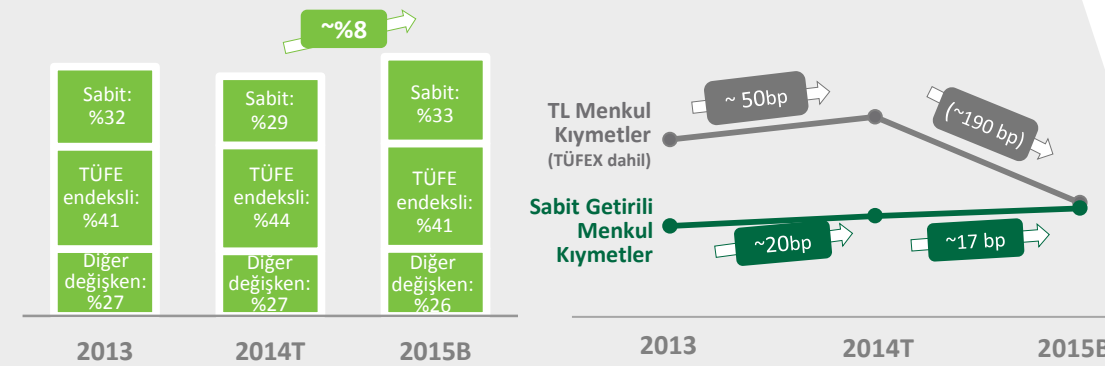 ~%8
Sabit:
%32
TÜFE
endeksli:
%41
Diğer
değişken:
%27
Sabit:
%29
TÜFE
endeksli:
%44
Diğer
değişken:
%27
Sabit:
%33
TÜFE
endeksli:
%41
Diğer
değişken:
%26
2013
2014T
2015B
TL Menkul
Kıymetler
(TÜFEX dahil)
~ 50bp
(~190 bp)
Sabit Getirili
Menkul
Kıymetler
~20bp
~17 bp
2013
2014T
2015B